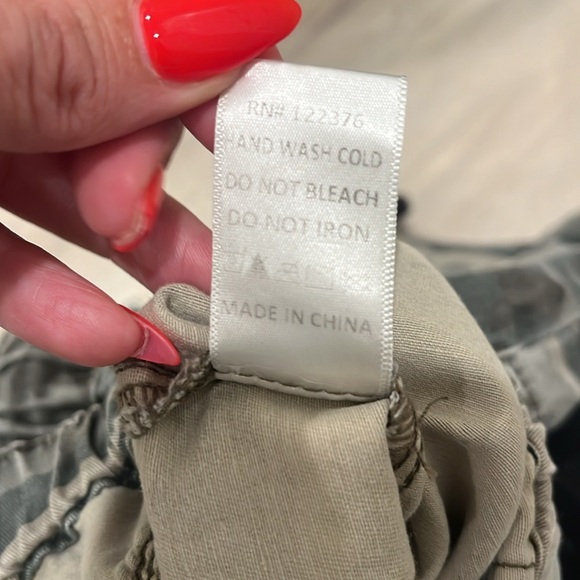 RN# 122376
HAND WASH COLD
DO NOT BLEACH
DO NOT IRON
MADE IN CHINA